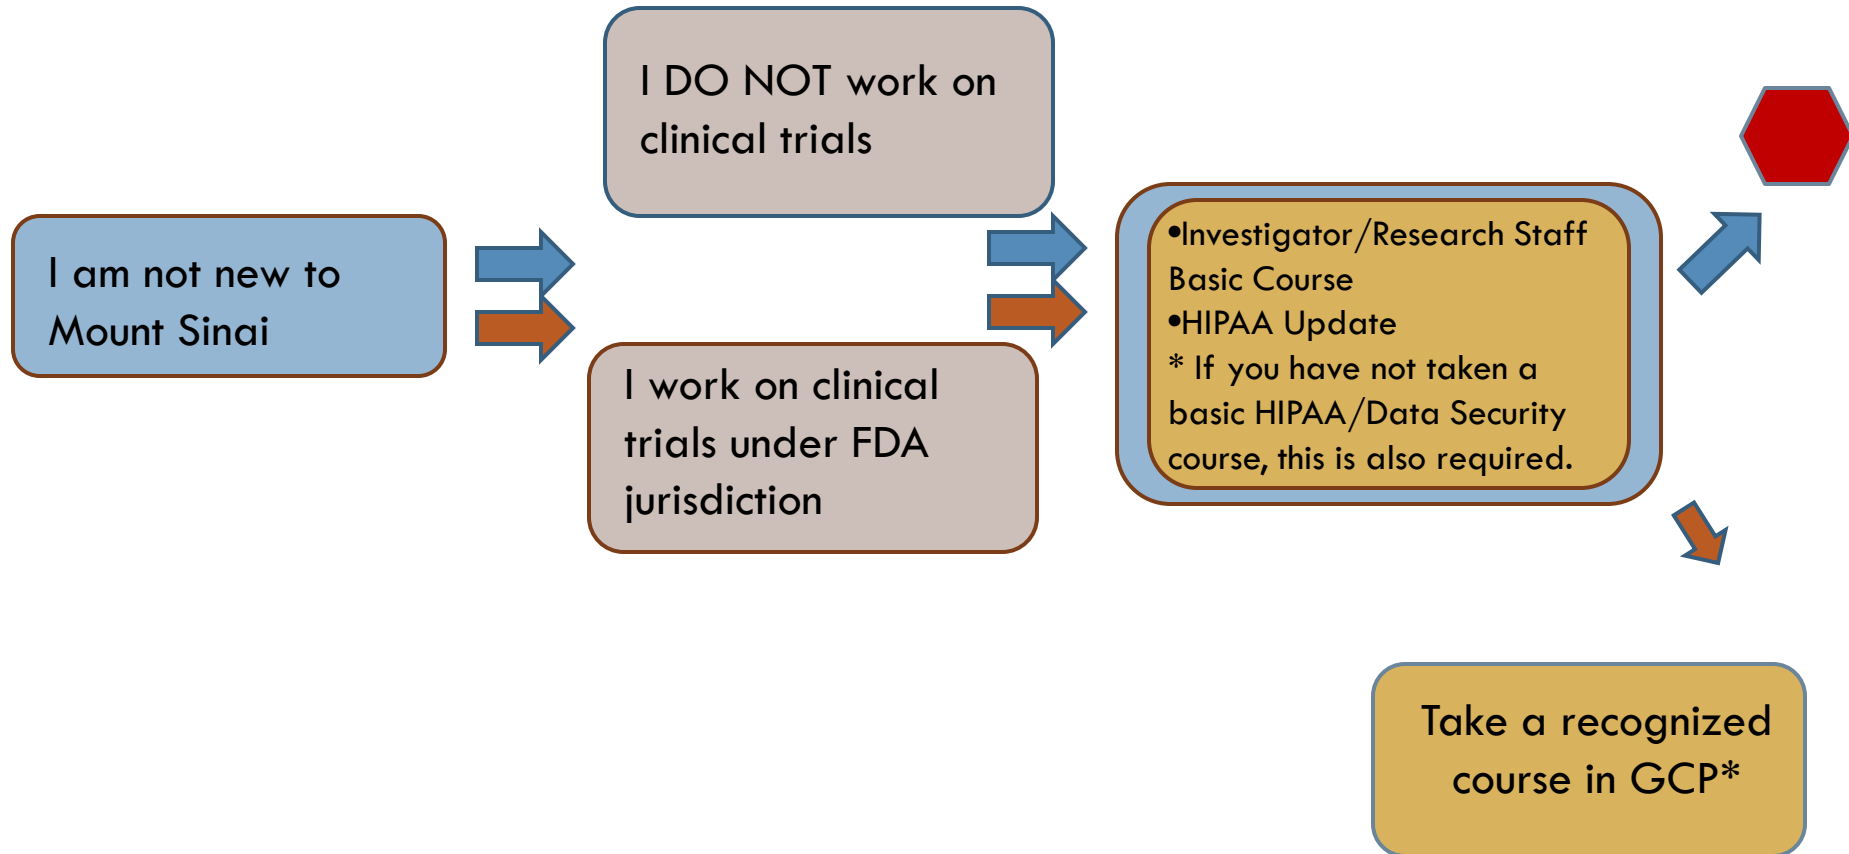 I DO NOT work on
clinical trials
I am not new to
Mount Sinai
I work on clinical
trials under FDA
jurisdiction
•Investigator/Research Staff
Basic Course
•HIPAA Update
* If you have not taken a
basic HIPAA/Data Security
course, this is also required.
Take a recognized
course in GCP*